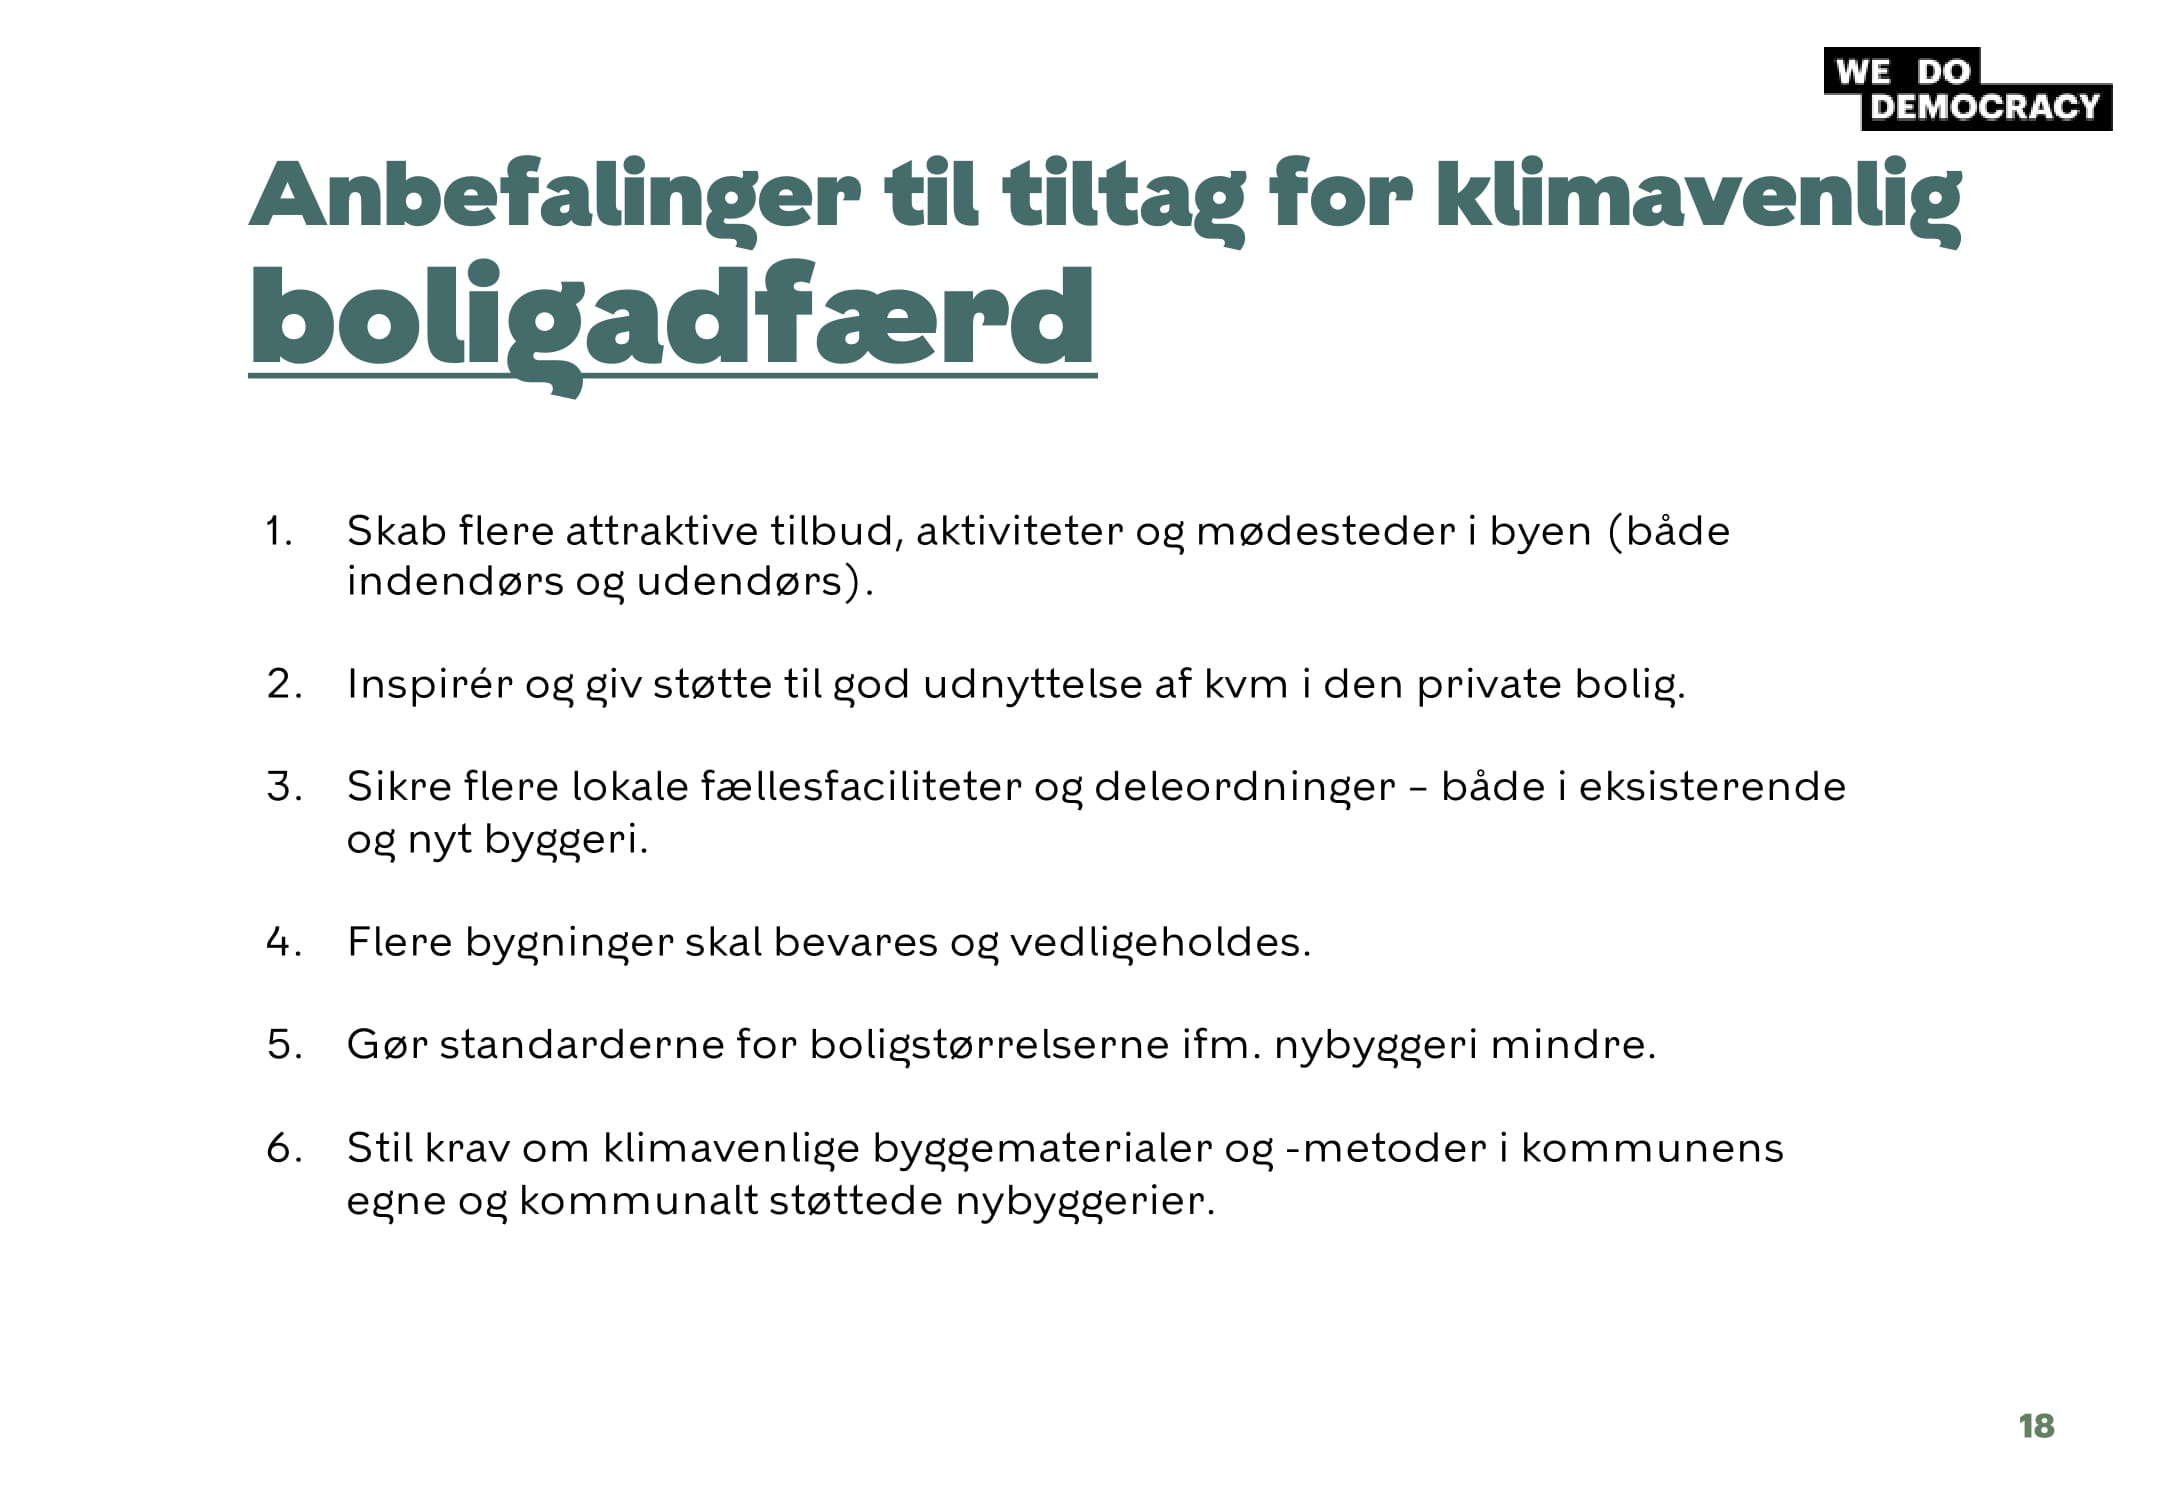 WE DO
DEMOCRACY
Anbefalinger til tiltag for klimavenlig
boligadfærd
1. Skab flere attraktive tilbud, aktiviteter og mødesteder i byen (både
indendørs og udendørs).
2. Inspirér og giv støtte til god udnyttelse af kvm i den private bolig.
3. Sikre flere lokale fællesfaciliteter og deleordninger – både i eksisterende
og nyt byggeri.
4. Flere bygninger skal bevares og vedligeholdes.
5. Gør standarderne for boligstørrelserne ifm. nybyggeri mindre.
6. Stil krav om klimavenlige byggematerialer og -metoder i kommunens
egne og kommunalt støttede nybyggerier.
18